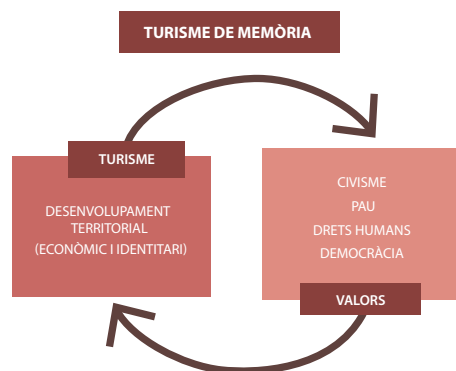 TURISME DE MEMÒRIA
TURISME
DESENVOLUPAMENT
TERRITORIAL
(ECONÒMIC I IDENTITARI)
CIVISME
PAU
DRETS HUMANS
DEMOCRÀCIA
VALORS